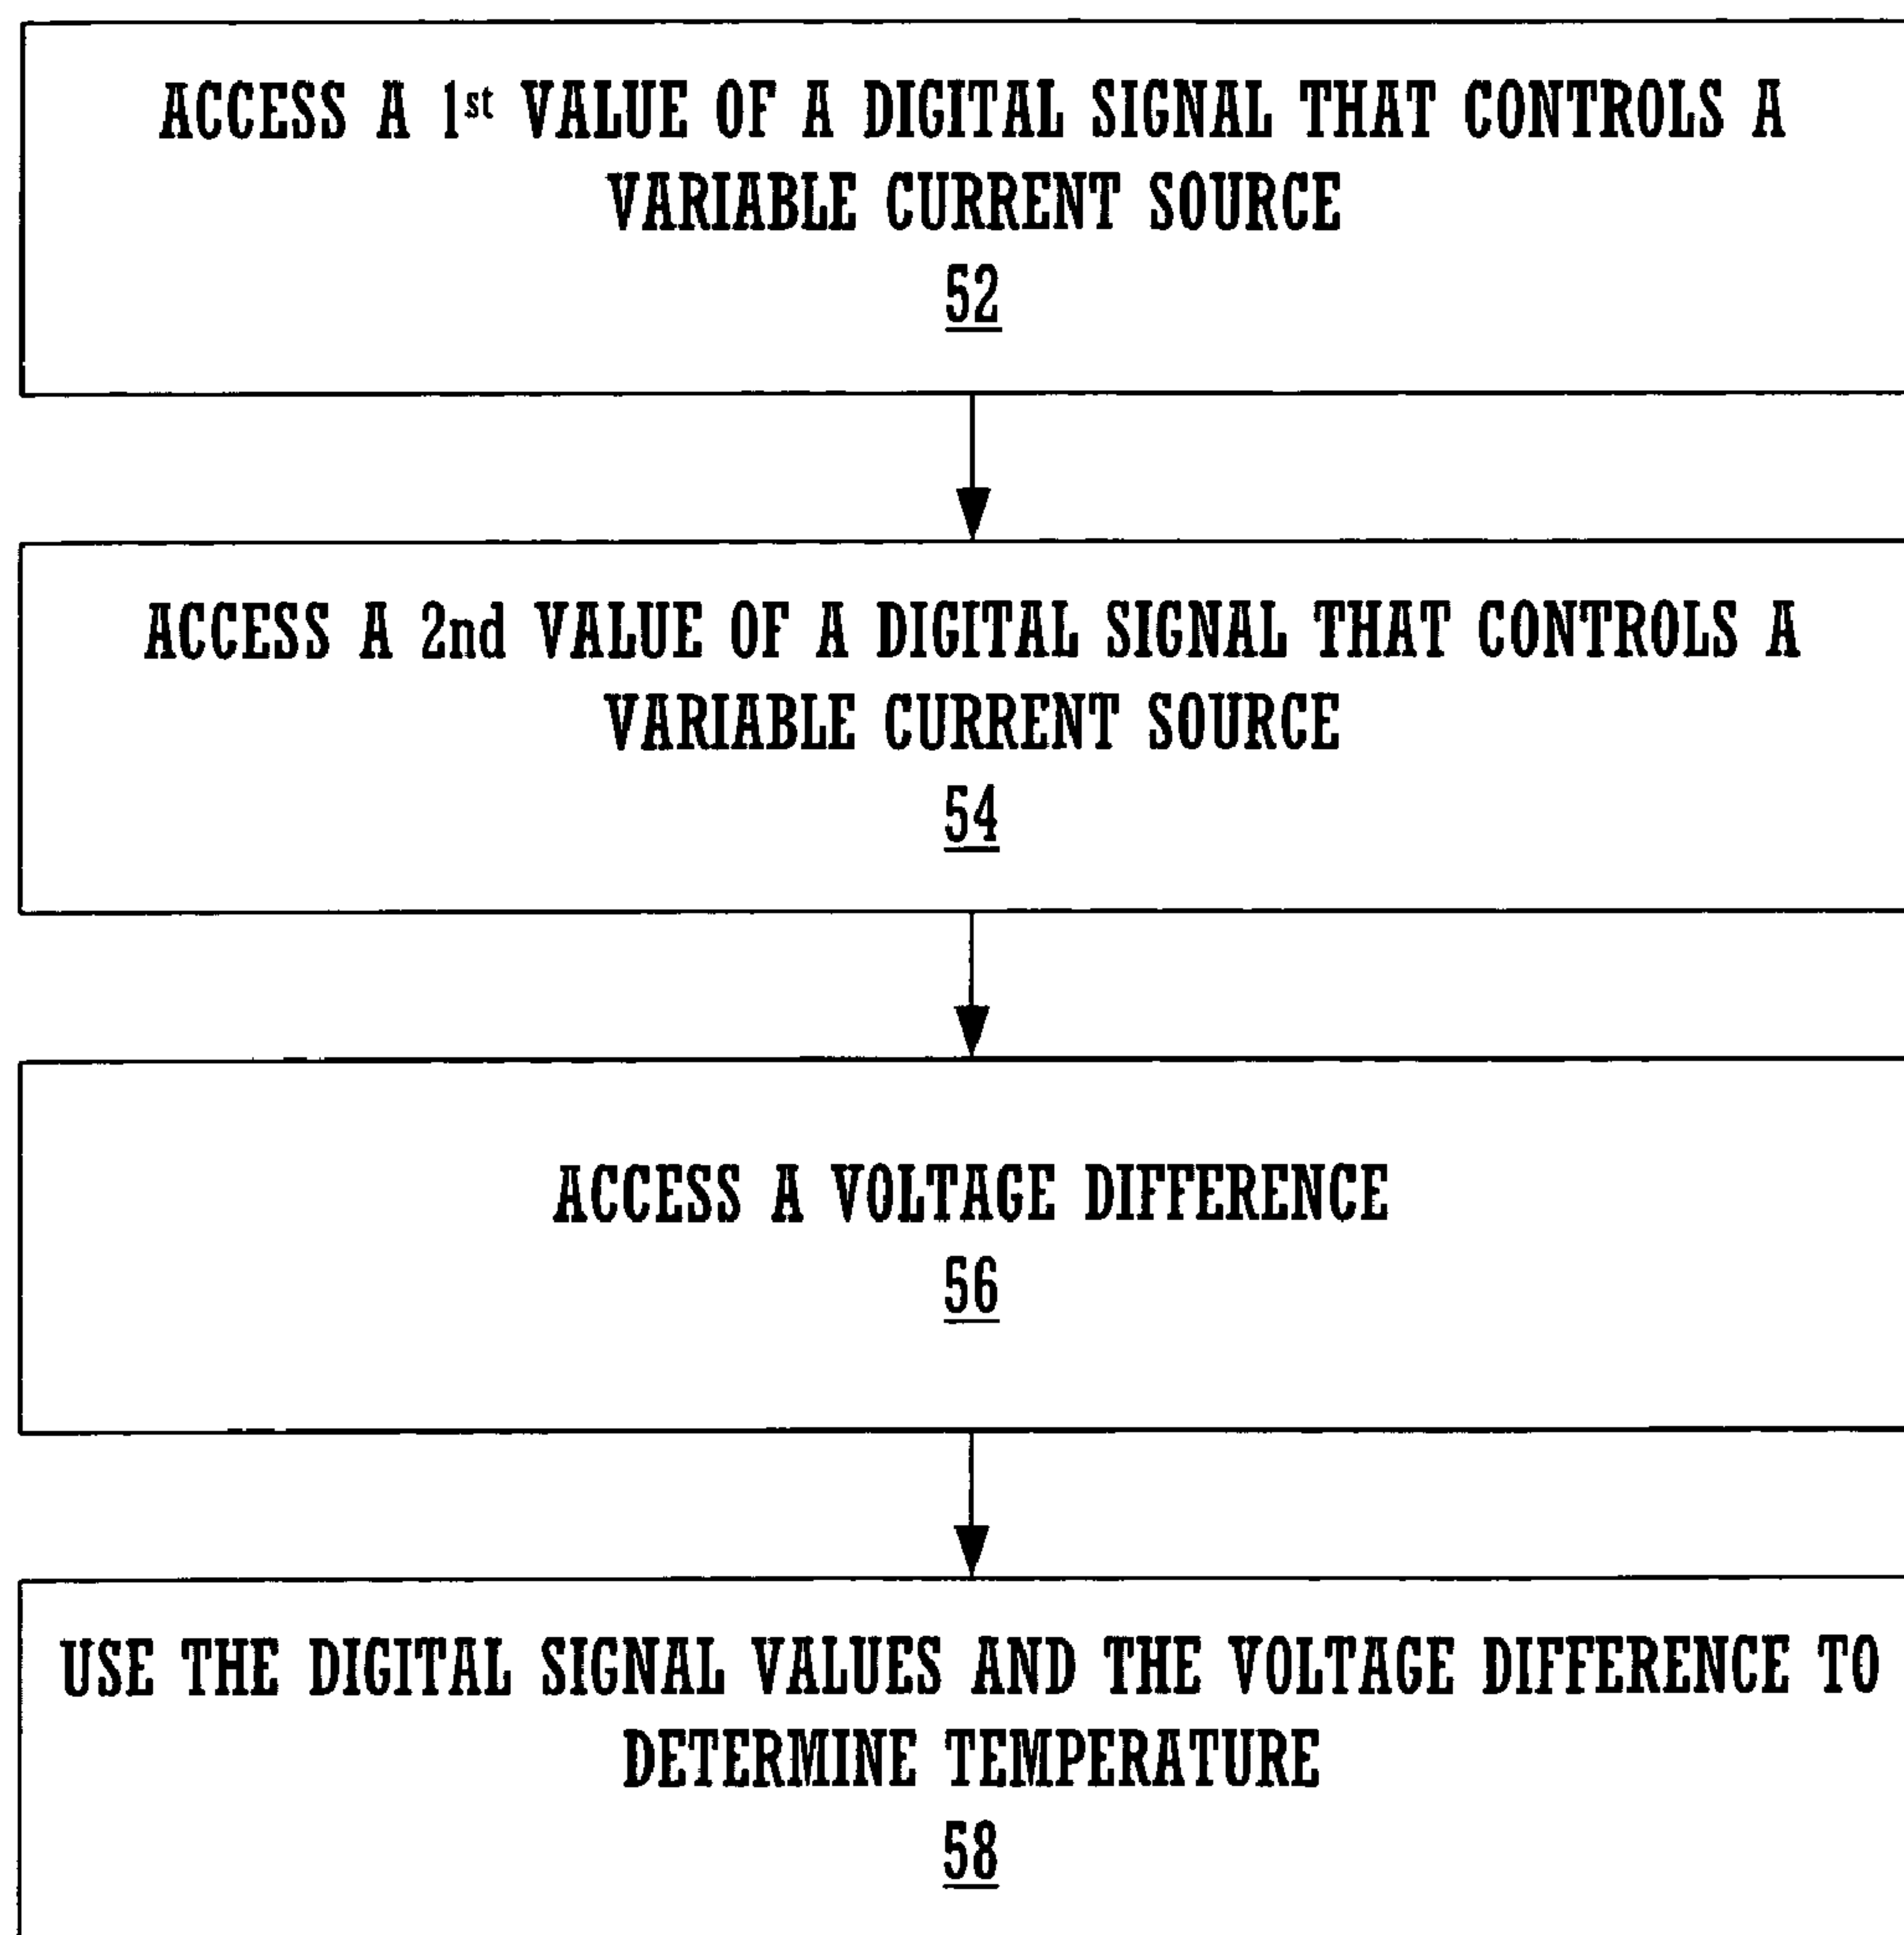 ACCESS A 1st VALUE OF A DIGITAL SIGNAL THAT CONTROLS A
VARIABLE CURRENT SOURCE
52
ACCESS A 2nd VALUE OF A DIGITAL SIGNAL THAT CONTROLS A
VARIABLE CURRENT SOURCE
54
ACCESS A VOLTAGE DIFFERENCE
56
USE THE DIGITAL SIGNAL VALUES AND THE VOLTAGE DIFFERENCE TO
DETERMINE TEMPERATURE
58